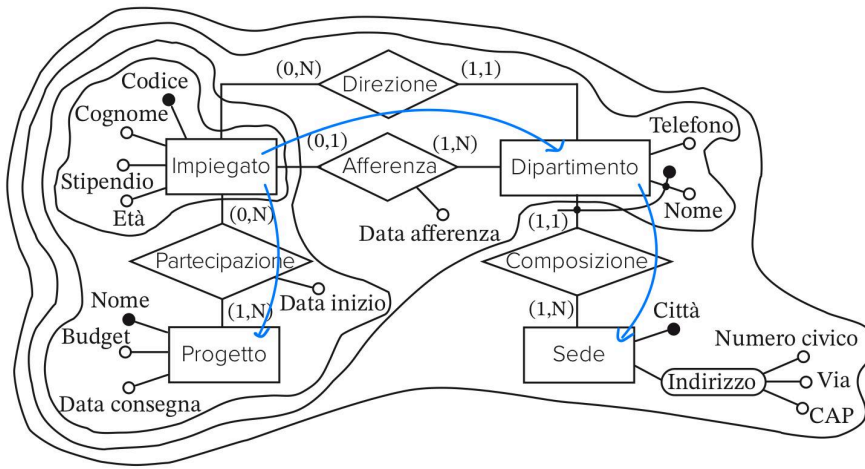 (0,N)
Direzione
(1,1)
Codice
Cognome
Impiegato
Stipendio
Età
(0,1)
Afferenza
(1,N)
Data afferenza
Dipartimento
Telefono
Nome
(0,N)
Partecipazione
Data inizio
(1,N)
(1,1)
Composizione
(1,N)
Nome
Budget
Progetto
Data consegna
Sede
Città
Indirizzo
Numero civico
Via
CAP